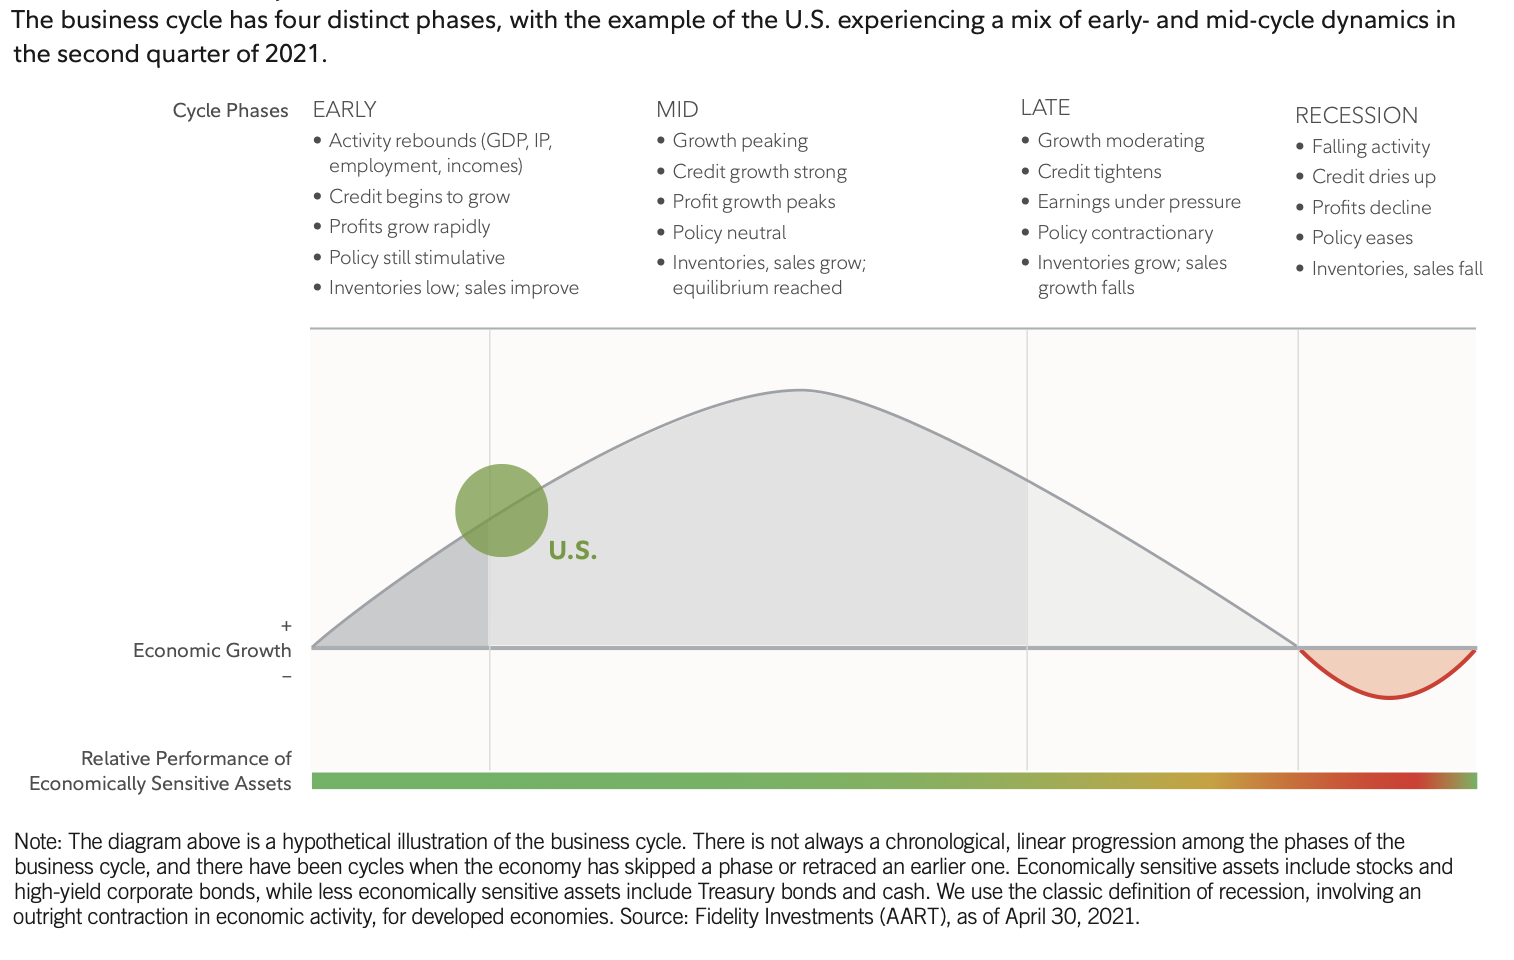 The business cycle has four distinct phases, with the example of the U.S. experiencing a mix of early- and mid-cycle dynamics in
the second quarter of 2021.
Cycle Phases
EARLY
• Activity rebounds (GDP, IP,
employment, incomes)
• Credit begins to grow
• Profits grow rapidly
• Policy still stimulative
• Inventories low; sales improve
MID
• Growth peaking
• Credit growth strong
• Profit growth peaks
• Policy neutral
• Inventories, sales grow;
equilibrium reached
LATE
• Growth moderating
• Credit tightens
• Earnings under pressure
• Policy contractionary
• Inventories grow; sales
growth falls
RECESSION
• Falling activity
• Credit dries up
• Profits decline
• Policy eases
• Inventories, sales fall
U.S.
+
Economic Growth
–
Relative Performance of
Economically Sensitive Assets
Note: The diagram above is a hypothetical illustration of the business cycle. There is not always a chronological, linear progression among the phases of the
business cycle, and there have been cycles when the economy has skipped a phase or retraced an earlier one. Economically sensitive assets include stocks and
high-yield corporate bonds, while less economically sensitive assets include Treasury bonds and cash. We use the classic definition of recession, involving an
outright contraction in economic activity, for developed economies. Source: Fidelity Investments (AART), as of April 30, 2021.